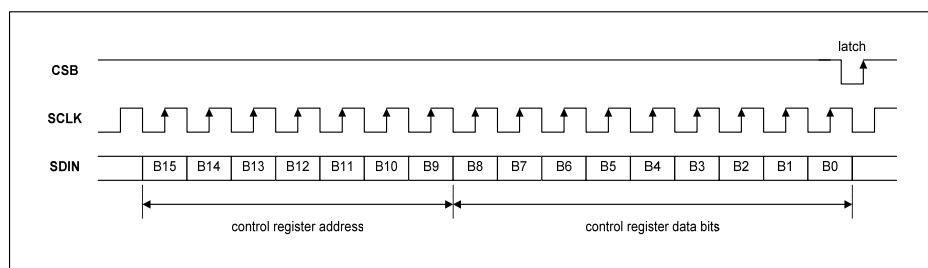 latch
CSB
SCLK
SDIN B15 B14 B13 B12 B11 B10 B9 B8 B7 B6 B5 B4 B3 B2 B1 B0
control register address control register data bits